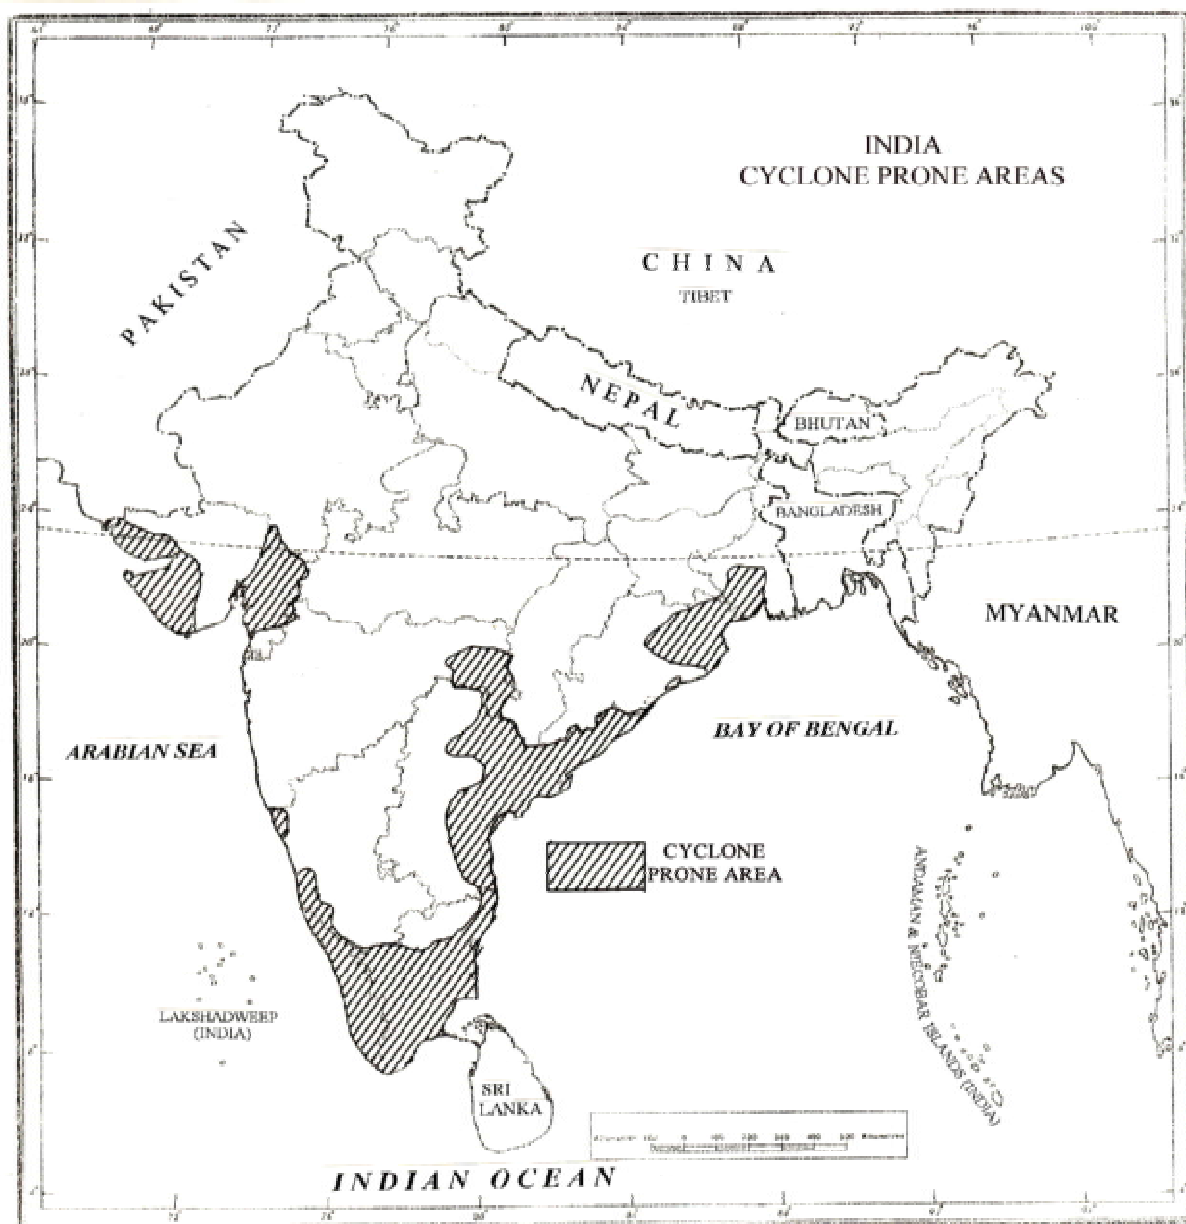 INDIA
CYCLONE PRONE AREAS
PAKISTAN
CHINA
TIBET
NEPAL
BHUTAN
BANGLADESH
MYANMAR
ARABIAN SEA
BAY OF BENGAL
CYCLONE
PRONE AREA
ANDAMAN & NIECOBAR ISLANDS (INDIA)
LAKSHADWEEP
(INDIA)
SRI
LANKA
INDIAN OCEAN